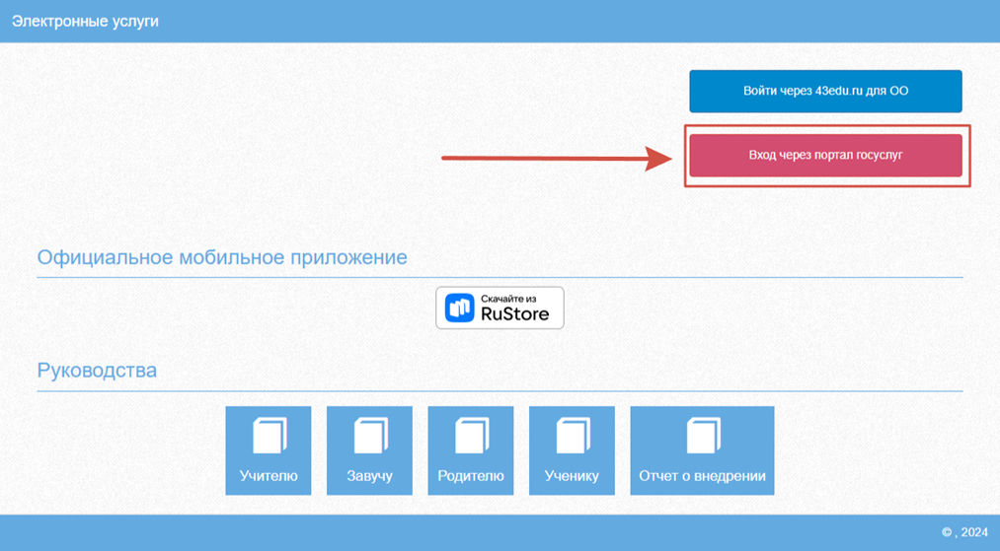 Электронные услуги
Войти через 43edu.ru для ОО
Вход через портал госуслуг
Официальное мобильное приложение
Скачайте из
RuStore
Руководства
Учителю
Завучу
Родителю
Ученику
Отчет о внедрении
© , 2024